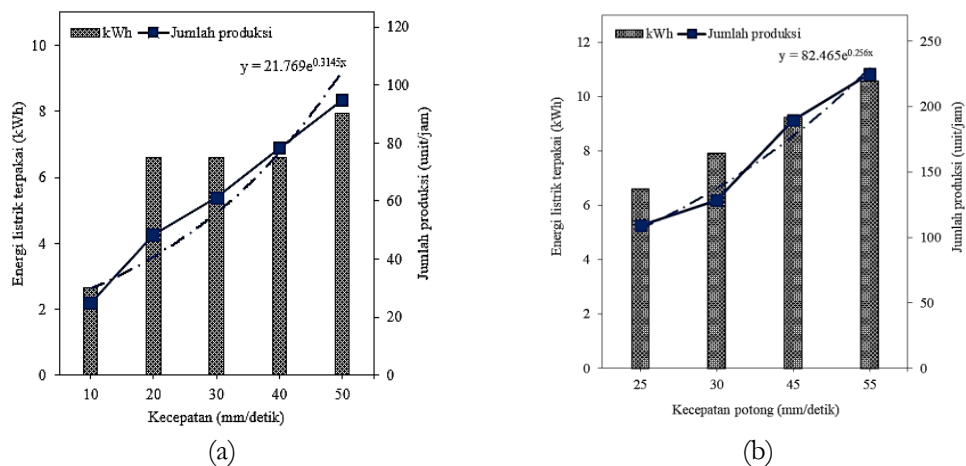 kWh Jumlah produksi
y = 21.769e^0.3145x
Energi listrik terpakai (kWh)
10
8
6
4
2
0
120
100
80
60
40
20
0
Jumlah produksi (unit/jam)
10 20 30 40 50
Kecepatan (mm/detik)
(a)
kWh Jumlah produksi
y = 82.465e^0.256x
Energi listrik terpakai (kWh)
12
10
8
6
4
2
0
250
200
150
100
50
0
Jumlah produksi (unit/jam)
25 30 45 55
Kecepatan potong (mm/detik)
(b)